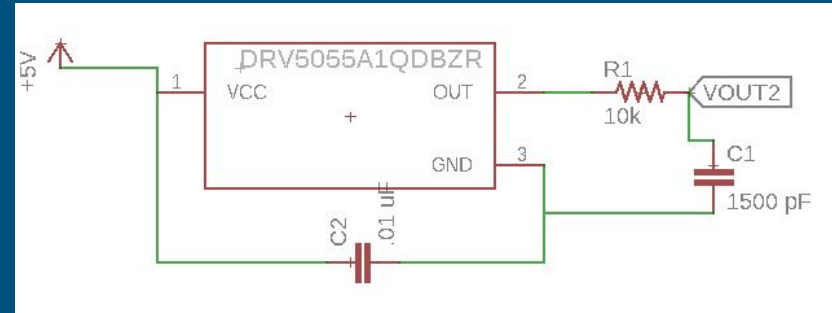 +5V
DRV5055A1QDBZR
1
VCC
OUT
2
GND
3
R1
10k
VOUT2
C1
1500 pF
C2
.01 uF